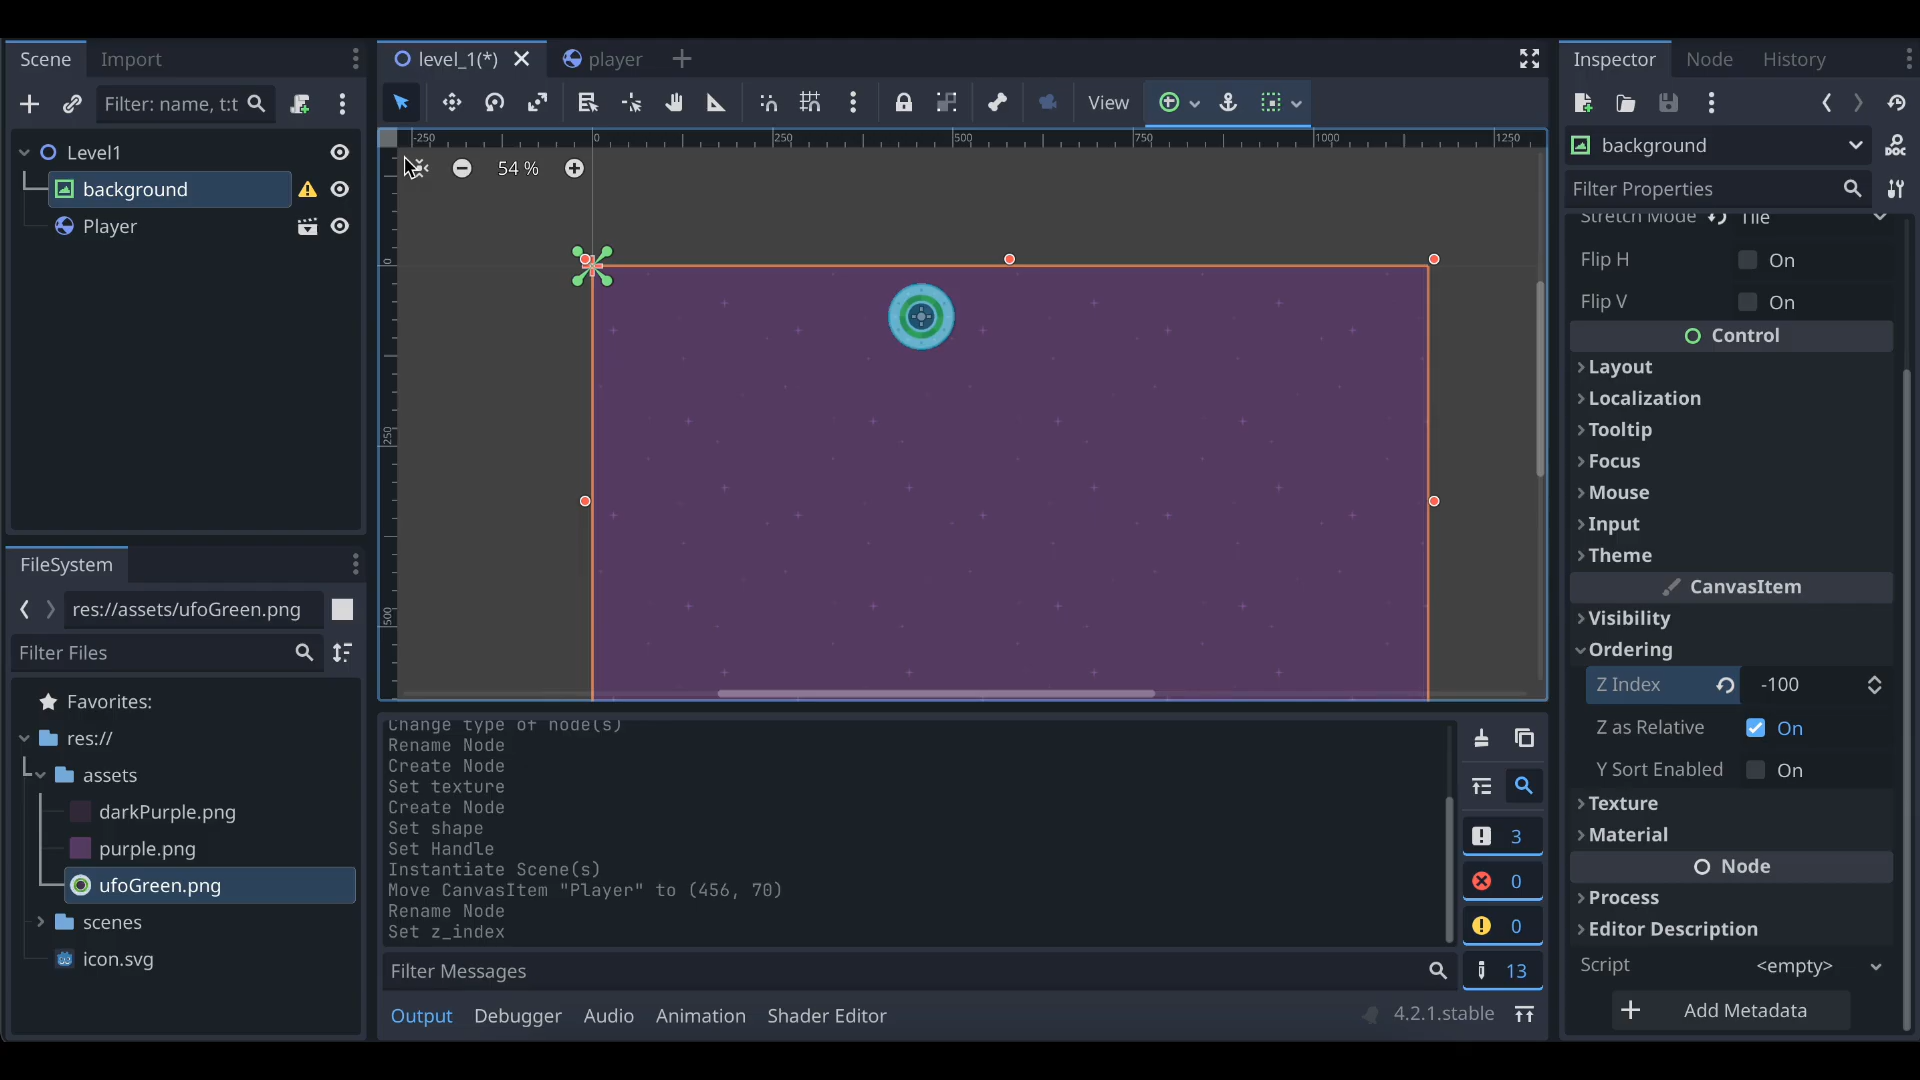 Scene
Import
Filter: name, t:t
Level1
background
Player
FileSystem
res://assets/ufoGreen.png
Filter Files
Favorites:
res://
assets
darkPurple.png
purple.png
ufoGreen.png
scenes
icon.svg
level_1(*)
player
View
-250
0
250
500
750
1000
1250
54 %
0
250
500
Change type of node(s)
Rename Node
Create Node
Set texture
Create Node
Set shape
Set Handle
Instantiate Scene(s)
Move CanvasItem "Player" to (456, 70)
Rename Node
Set z_index
3
0
0
13
Filter Messages
Output
Debugger
Audio
Animation
Shader Editor
4.2.1.stable
Inspector
Node
History
background
DOC
Filter Properties
Stretch Mode
Tile
Flip H
On
Flip V
On
Control
Layout
Localization
Tooltip
Focus
Mouse
Input
Theme
CanvasItem
Visibility
Ordering
Z Index
-100
Z as Relative
On
Y Sort Enabled
On
Texture
Material
Node
Process
Editor Description
Script
<empty>
Add Metadata